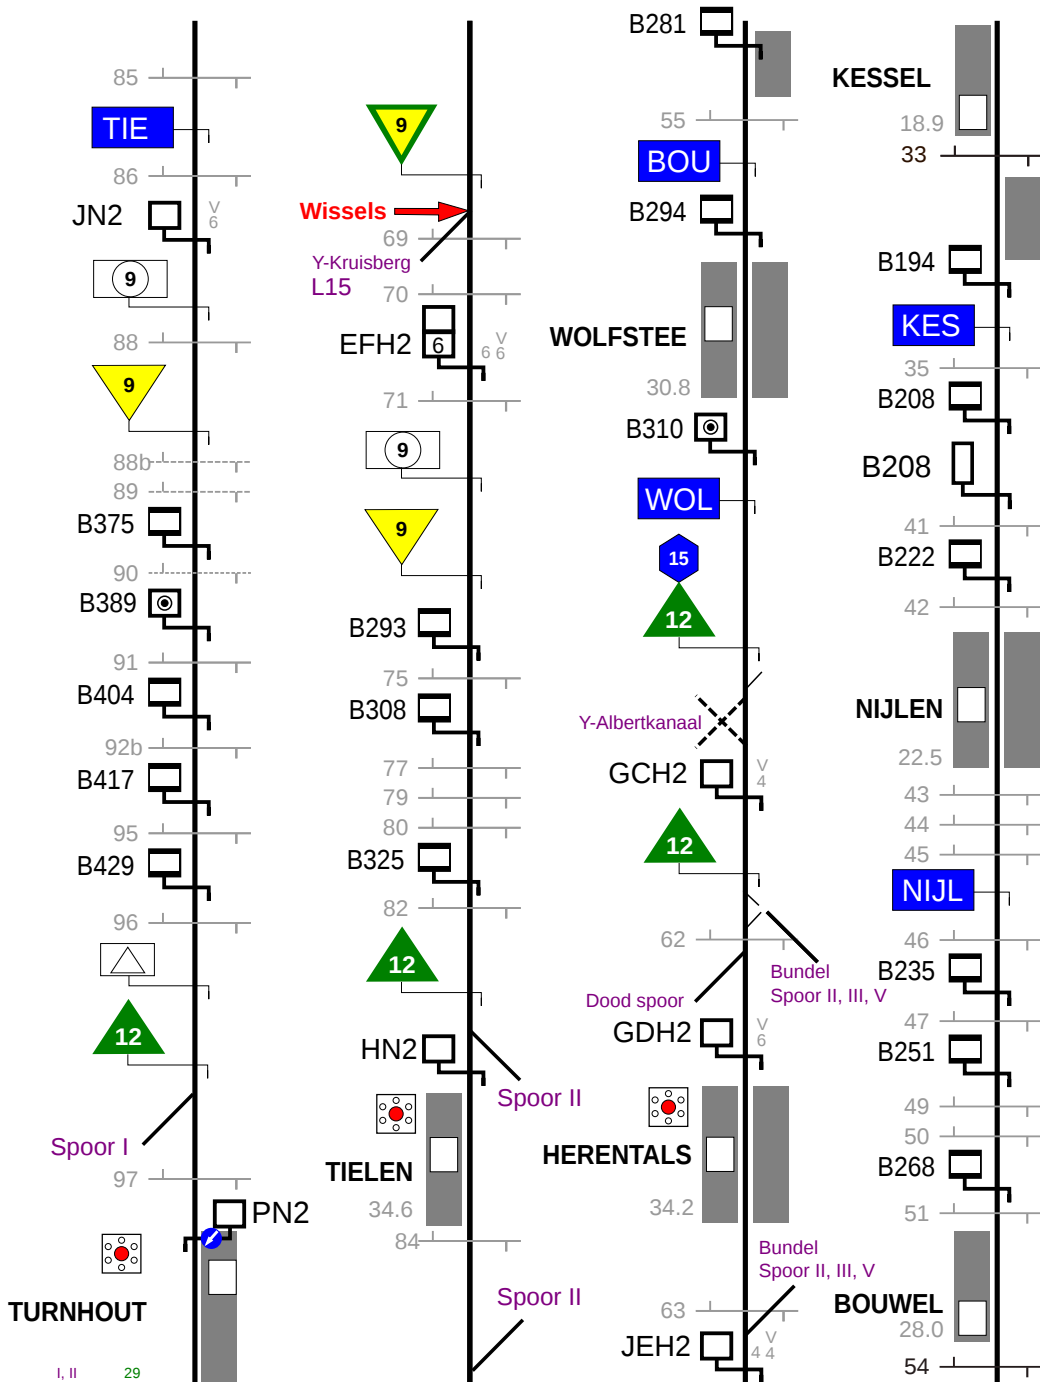 85
TIE
86
JN2
V
6
9
88
9
88b
89
B375
90
B389
91
B404
92b
B417
95
B429
96
12
Spoor I
97
PN2
TURNHOUT
I, II
29
9
Wissels
69
Y-Kruisberg
L15
70
EFH2
6
6
V
6
71
9
9
B293
75
B308
77
79
80
B325
82
12
HN2
Spoor II
TIELEN
34.6
84
Spoor II
B281
55
BOU
B294
WOLFSTEE
30.8
B310
WOL
15
12
Y-Albertkanaal
GCH2
V
4
12
62
Bundel
Spoor II, III, V
Dood spoor
GDH2
V
6
HERENTALS
34.2
Bundel
Spoor II, III, V
63
JEH2
4
V
4
KESSEL
18.9
33
B194
KES
35
B208
B208
41
B222
42
NIJLEN
22.5
43
44
45
NIJL
46
B235
47
B251
49
50
B268
51
BOUWEL
28.0
54